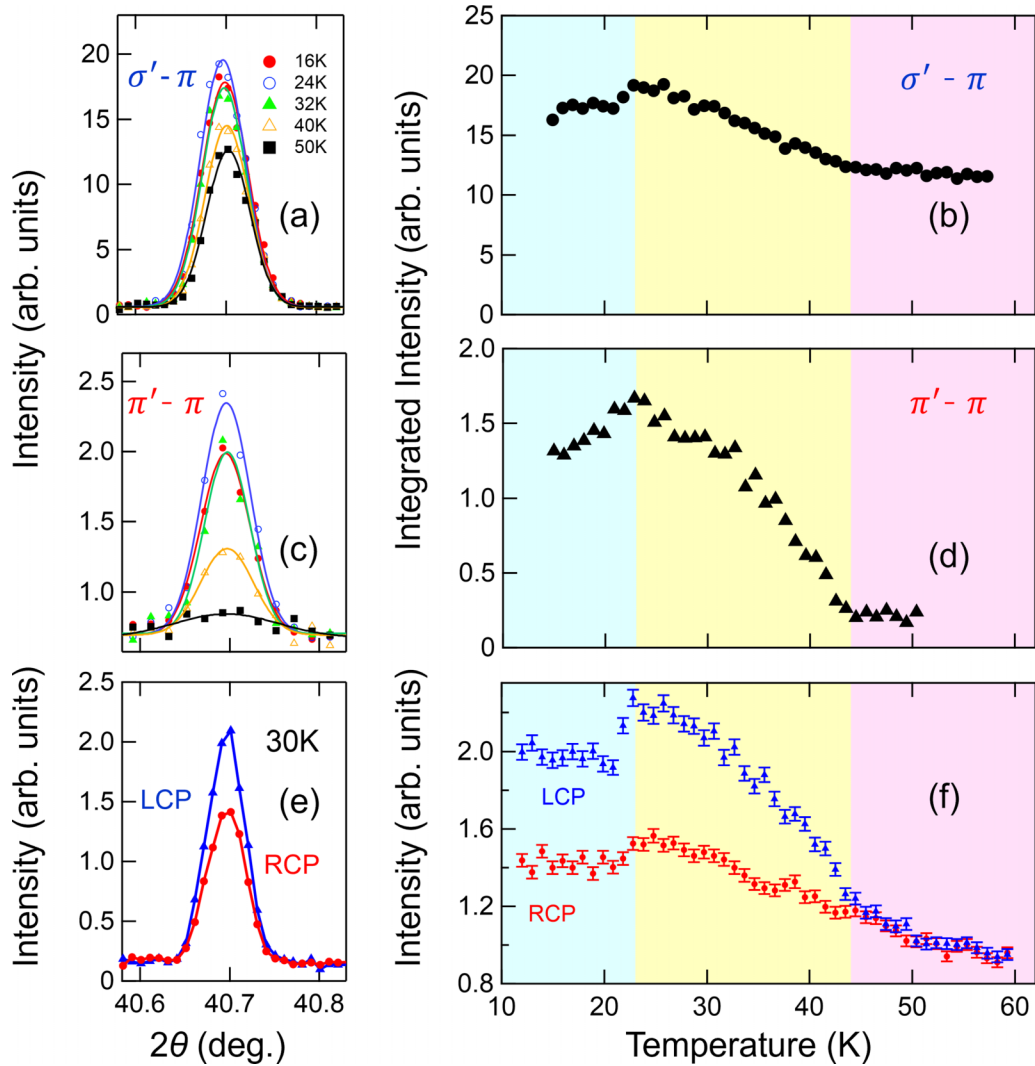 Intensity (arb. units)
20
15
10
5
0
σ′ - π
16K
24K
32K
40K
50K
(a)
Integrated Intensity (arb. units)
25
20
15
10
5
0
σ′ - π
(b)
2.5
2.0
1.5
1.0
π′ - π
(c)
2.0
1.5
1.0
0.5
0
π′ - π
(d)
Intensity (arb. units)
2.5
2.0
1.5
1.0
0.5
0
30K
LCP
(e)
RCP
40.6
40.7
40.8
2θ (deg.)
Intensity (arb. units)
2.0
1.6
1.2
0.8
LCP
(f)
RCP
10
20
30
40
50
60
Temperature (K)